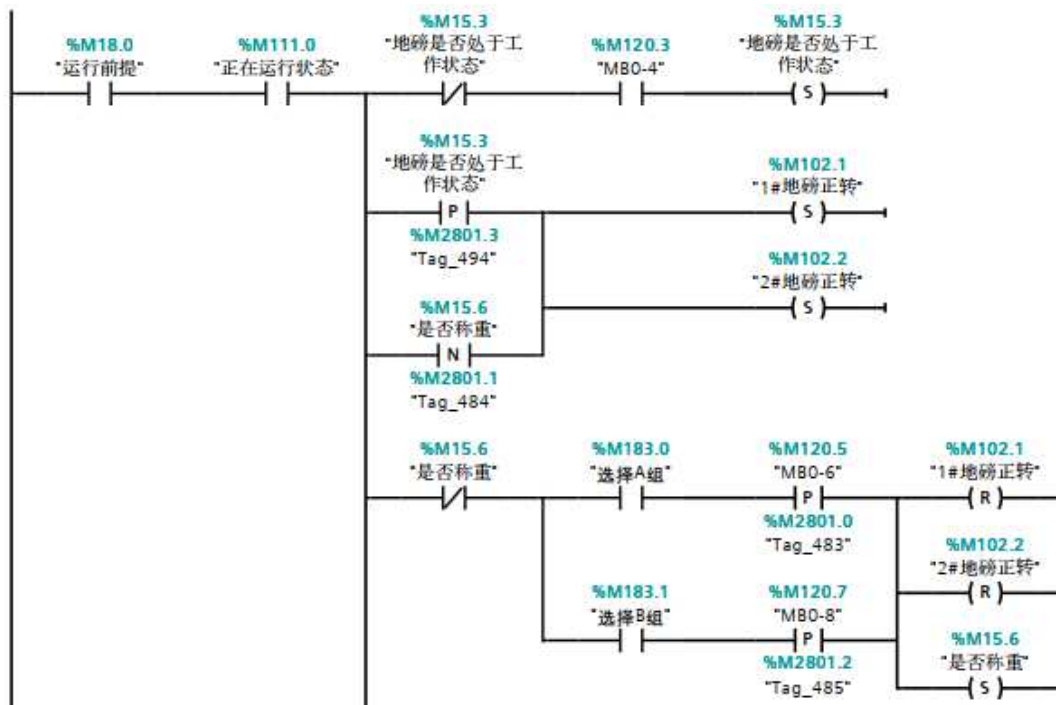 %M18.0
"运行前提"
%M111.0
"正在运行状态"
%M15.3
"地磅是否处于工
作状态"
%M120.3
"MB0-4"
%M15.3
"地磅是否处于工
作状态"
S
%M15.3
"地磅是否处于工
作状态"
P
%M2801.3
"Tag_494"
%M102.1
"1#地磅正转"
S
%M102.2
"2#地磅正转"
S
%M15.6
"是否称重"
N
%M2801.1
"Tag_484"
%M15.6
"是否称重"
%M183.0
"选择A组"
%M120.5
"MB0-6"
P
%M2801.0
"Tag_483"
%M102.1
"1#地磅正转"
R
%M102.2
"2#地磅正转"
R
%M183.1
"选择B组"
%M120.7
"MB0-8"
P
%M2801.2
"Tag_485"
%M15.6
"是否称重"
S